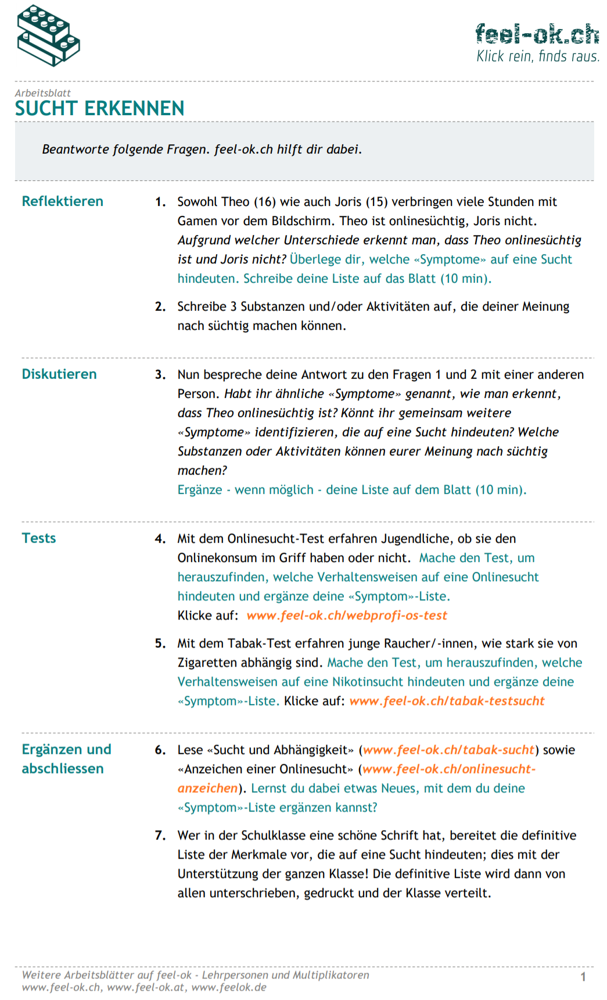 feel-ok.ch
Klick rein, finds raus.
Arbeitsblatt
SUCHT ERKENNEN
Beantworte folgende Fragen. feel-ok.ch hilft dir dabei.
Reflektieren
1. Sowohl Theo (16) wie auch Joris (15) verbringen viele Stunden mit
Gamen vor dem Bildschirm. Theo ist onlinesüchtig, Joris nicht.
Aufgrund welcher Unterschiede erkennt man, dass Theo onlinesüchtig
ist und Joris nicht? Überlege dir, welche «Symptome» auf eine Sucht
hindeuten. Schreibe deine Liste auf das Blatt (10 min).
2. Schreibe 3 Substanzen und/oder Aktivitäten auf, die deiner Meinung
nach süchtig machen können.
Diskutieren
3. Nun bespreche deine Antwort zu den Fragen 1 und 2 mit einer anderen
Person. Habt ihr ähnliche «Symptome» genannt, wie man erkennt,
dass Theo onlinesüchtig ist? Könnt ihr gemeinsam weitere
«Symptome» identifizieren, die auf eine Sucht hindeuten? Welche
Substanzen oder Aktivitäten können eurer Meinung nach süchtig
machen?
Ergänze - wenn möglich - deine Liste auf dem Blatt (10 min).
Tests
4. Mit dem Onlinesucht-Test erfahren Jugendliche, ob sie den
Onlinekonsum im Griff haben oder nicht. Mache den Test, um
herauszufinden, welche Verhaltensweisen auf eine Onlinesucht
hindeuten und ergänze deine «Symptom»-Liste.
Klicke auf: www.feel-ok.ch/webprofi-os-test
5. Mit dem Tabak-Test erfahren junge Raucher/-innen, wie stark sie von
Zigaretten abhängig sind. Mache den Test, um herauszufinden, welche
Verhaltensweisen auf eine Nikotinsucht hindeuten und ergänze deine
«Symptom»-Liste. Klicke auf: www.feel-ok.ch/tabak-testsucht
Ergänzen und
abschliessen
6. Lese «Sucht und Abhängigkeit» (www.feel-ok.ch/tabak-sucht) sowie
«Anzeichen einer Onlinesucht» (www.feel-ok.ch/onlinesucht-
anzeichen). Lernst du dabei etwas Neues, mit dem du deine
«Symptom»-Liste ergänzen kannst?
7. Wer in der Schulklasse eine schöne Schrift hat, bereitet die definitive
Liste der Merkmale vor, die auf eine Sucht hindeuten; dies mit der
Unterstützung der ganzen Klasse! Die definitive Liste wird dann von
allen unterschrieben, gedruckt und der Klasse verteilt.
Weitere Arbeitsblätter auf feel-ok - Lehrpersonen und Multiplikatoren
www.feel-ok.ch, www.feel-ok.at, www.feelok.de
1